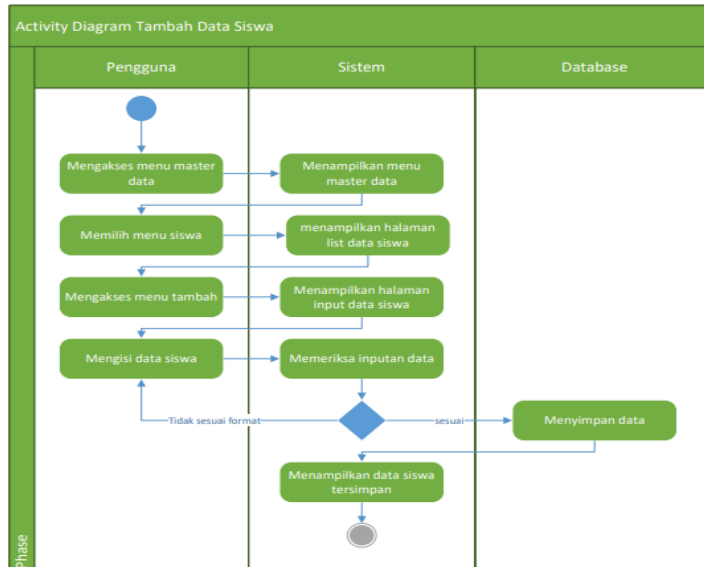 Activity Diagram Tambah Data Siswa
Pengguna
Sistem
Database
Mengakses menu master
data
Menampilkan menu
master data
Memilih menu siswa
menampilkan halaman
list data siswa
Mengakses menu tambah
Menampilkan halaman
input data siswa
Mengisi data siswa
Memeriksa inputan data
Tidak sesuai format
sesuai
Menyimpan data
Menampilkan data siswa
tersimpan
Phase